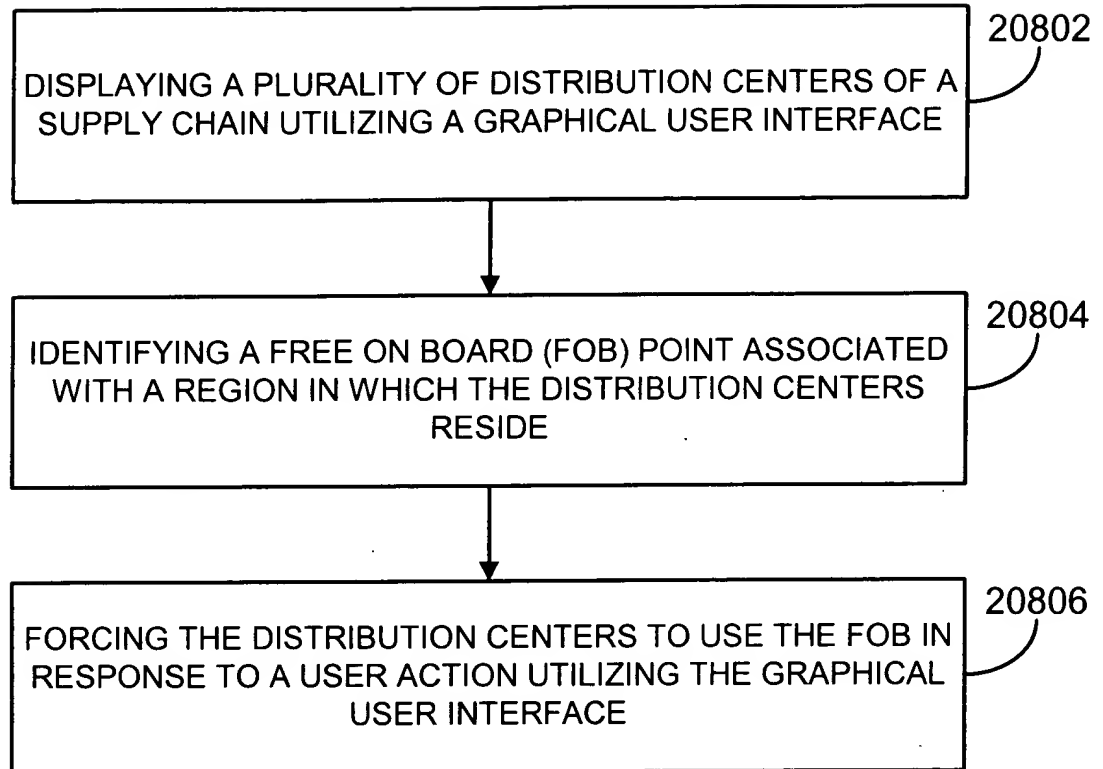 20802
DISPLAYING A PLURALITY OF DISTRIBUTION CENTERS OF A
SUPPLY CHAIN UTILIZING A GRAPHICAL USER INTERFACE
20804
IDENTIFYING A FREE ON BOARD (FOB) POINT ASSOCIATED
WITH A REGION IN WHICH THE DISTRIBUTION CENTERS
RESIDE
20806
FORCING THE DISTRIBUTION CENTERS TO USE THE FOB IN
RESPONSE TO A USER ACTION UTILIZING THE GRAPHICAL
USER INTERFACE